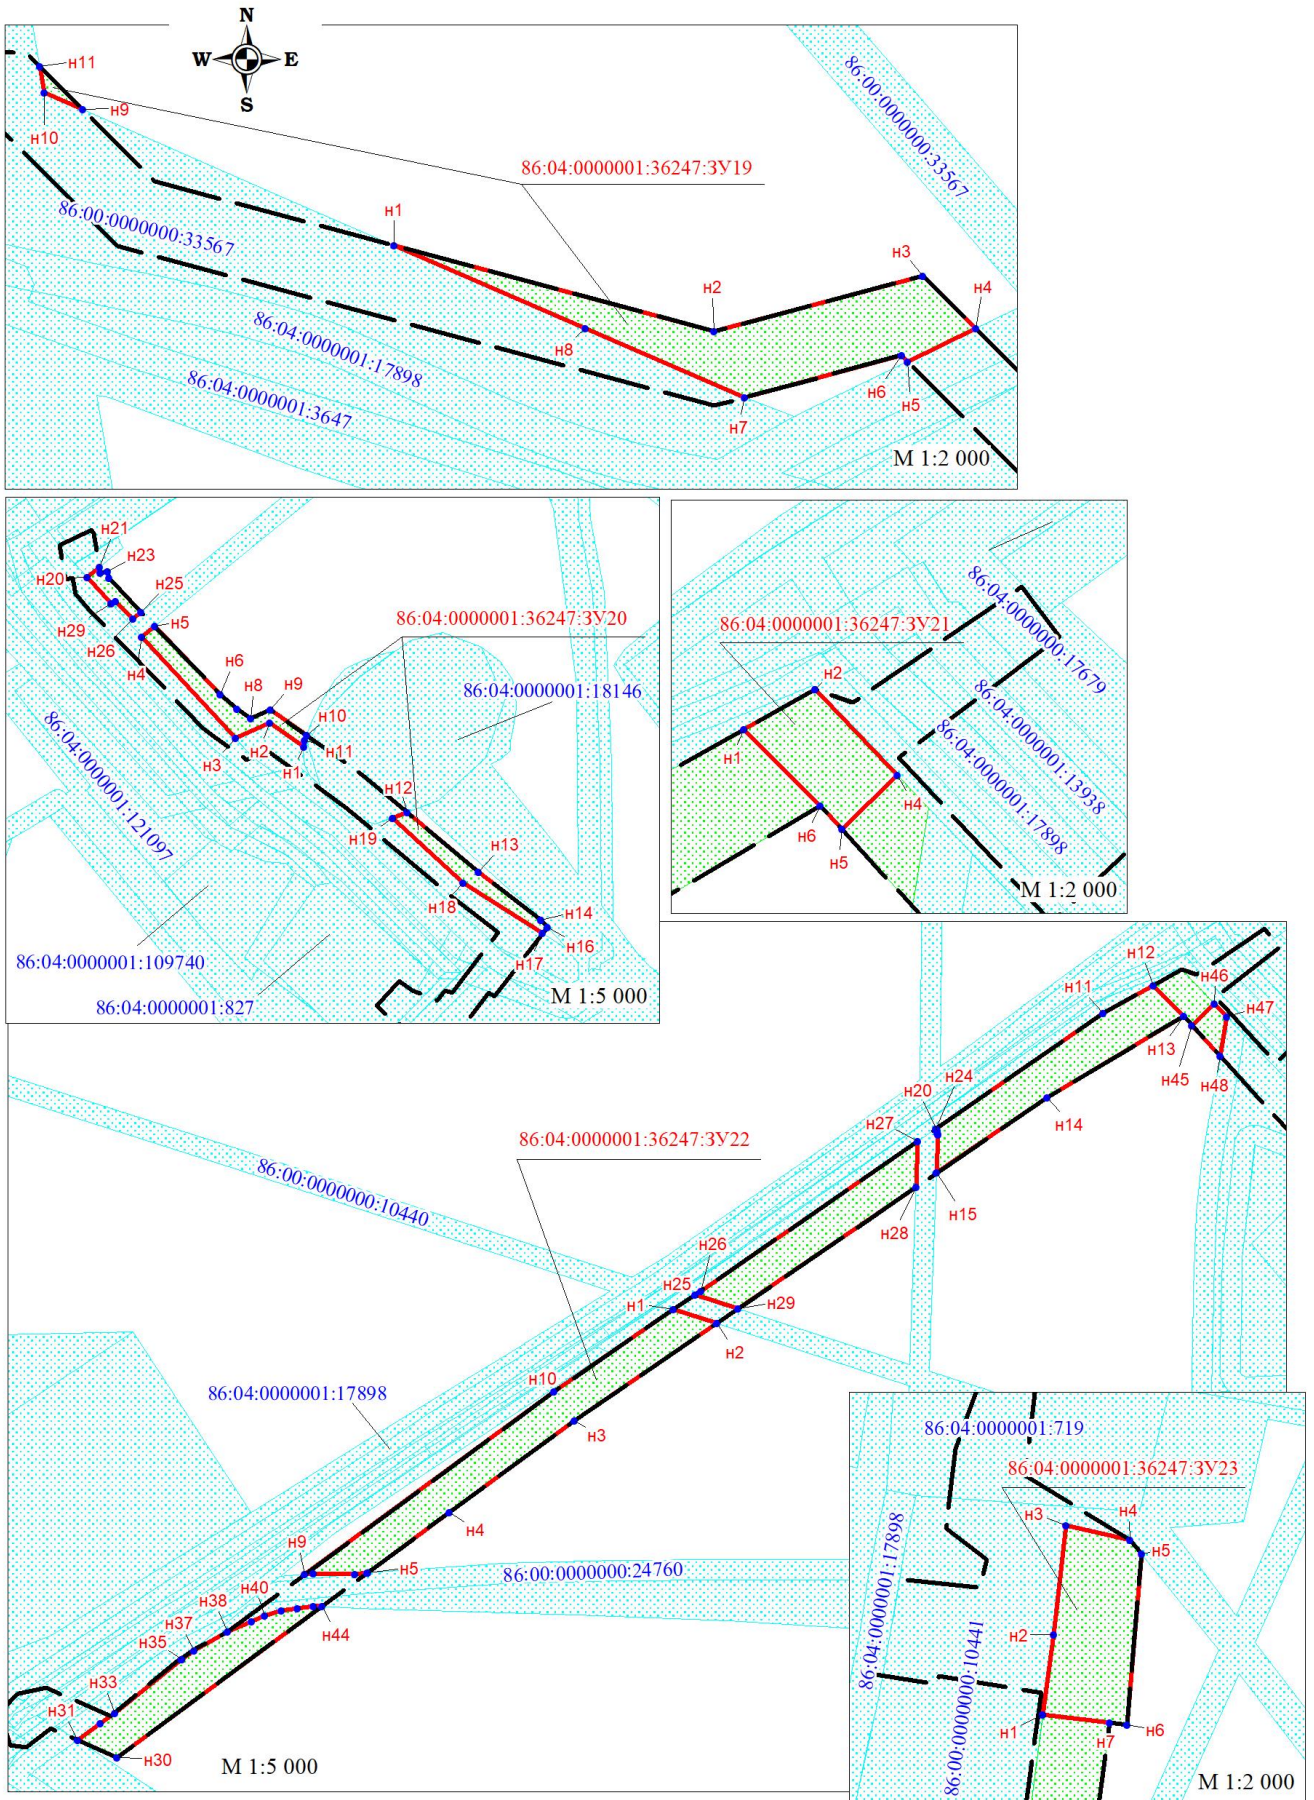 N
W E
S
н11
н10
н9
86:04:0000001:36247:ЗУ19
86:00:0000000:33567
86:00:0000000:33567
н1
н2
н3
н4
н8
н6
н5
н7
86:04:0000001:17898
86:04:0000001:3647
М 1:2 000
н21
н23
н20
н25
н5
н29
н26
н4
86:04:0000001:36247:ЗУ20
н6
н8
н9
86:04:0000001:18146
н10
н11
н2
н1
н3
86:04:0000001:121097
н12
н19
н13
н18
н14
н16
н17
86:04:0000001:109740
86:04:0000001:827
М 1:5 000
86:04:0000001:36247:ЗУ21
86:04:0000000:17679
86:04:0000001:13938
86:04:0000001:17898
н2
н1
н4
н6
н5
М 1:2 000
н12
н46
н11
н47
н13
н45
н48
н24
н20
н27
н14
86:04:0000001:36247:ЗУ22
86:00:0000000:10440
н15
н28
н26
н25
н1
н29
н2
н10
86:04:0000001:17898
н3
н4
н9
н5
86:00:0000000:24760
н40
н38
н44
н37
н35
н33
н31
н30
М 1:5 000
86:04:0000001:719
86:04:0000001:36247:ЗУ23
н3
н4
н5
86:04:0000001:17898
н2
86:00:0000000:10441
н1
н7
н6
М 1:2 000